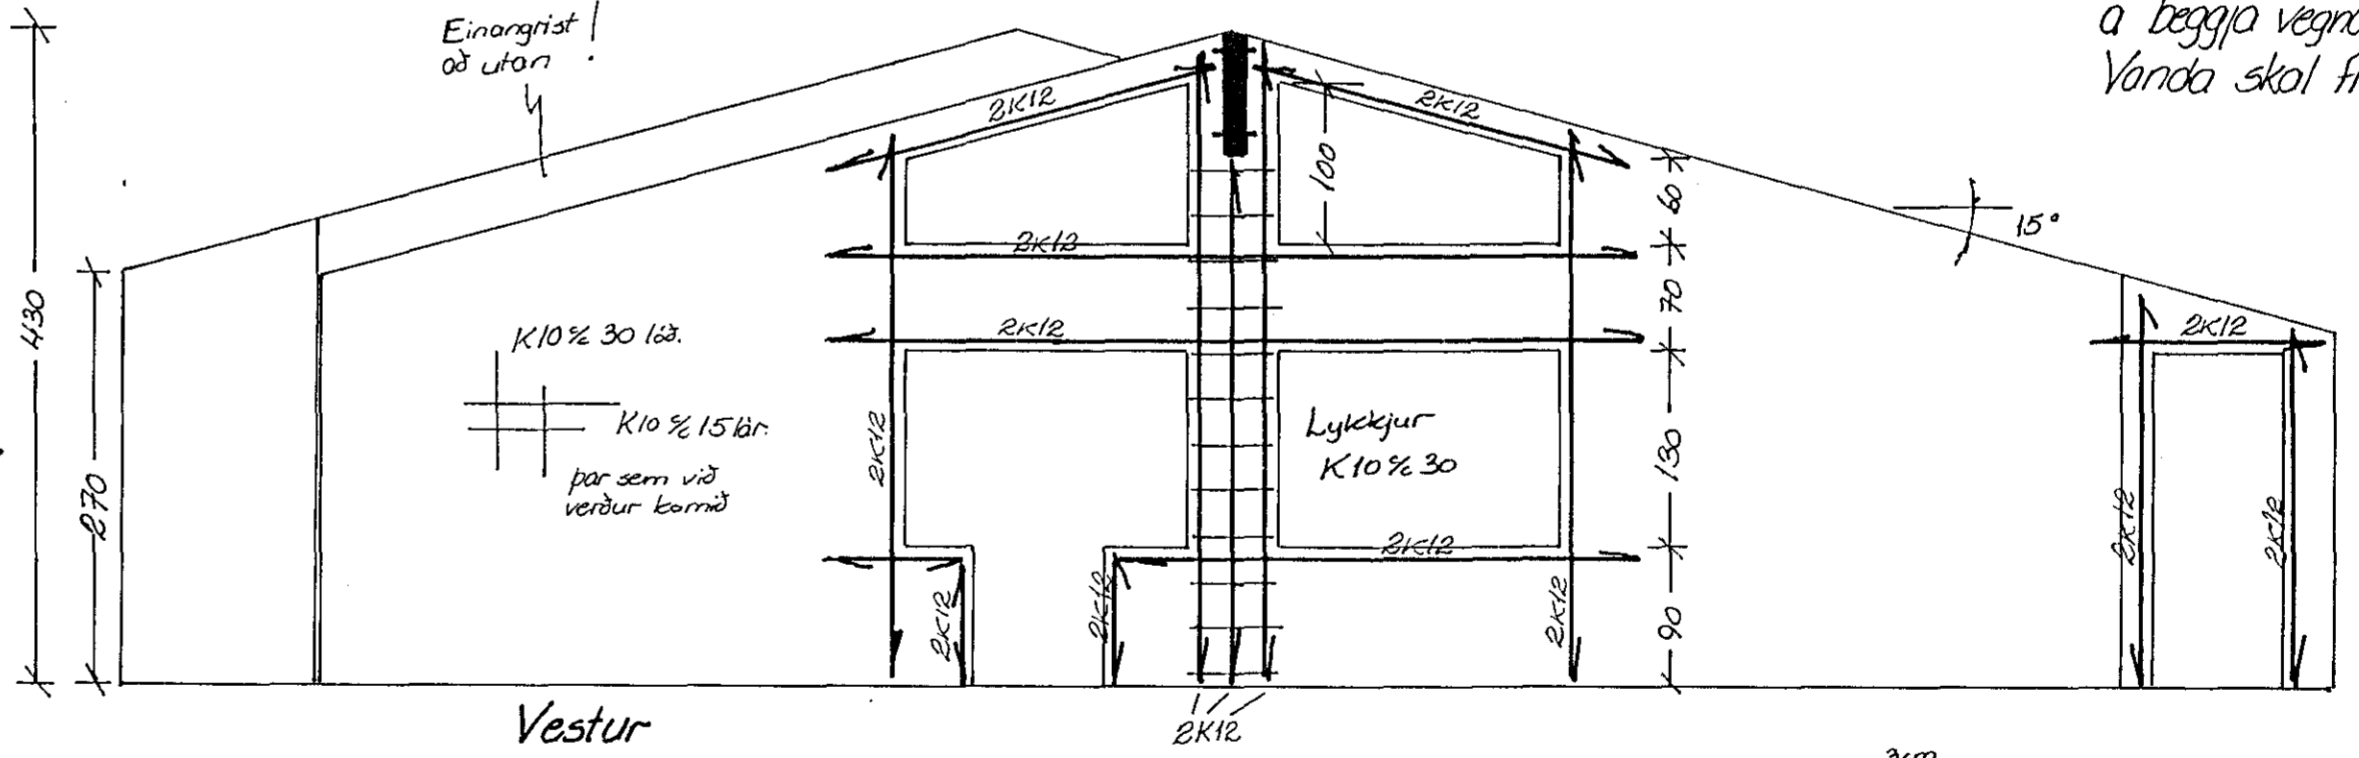 Einangrist!
að utan
a beggja vegna
Vanda skal
430
270
2K12
2K12
100
60
15°
2K12
70
2K12
K10 % 30 lóð.
K10 % 15 lár.
þar sem við
verður komið
2K12
Lykkjur
K10 % 30
130
2K12
2K12
2K12
2K12
2K12
2K12
2K12
90
2K12
Vestur
2K12
3cm